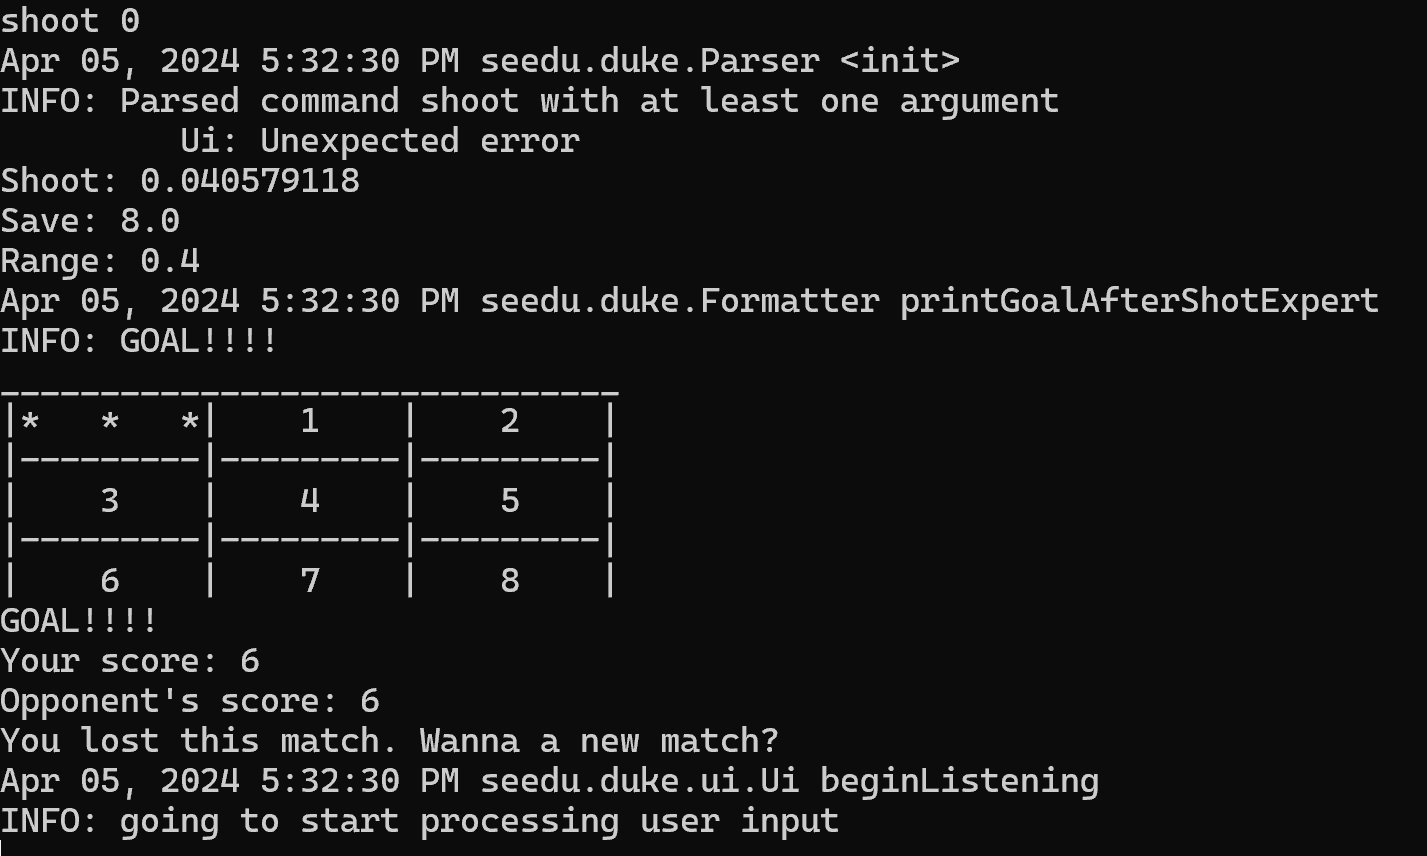 shoot 0
Apr 05, 2024 5:32:30 PM seedu.duke.Parser <init>
INFO: Parsed command shoot with at least one argument
         Ui: Unexpected error
Shoot: 0.040579118
Save: 8.0
Range: 0.4
Apr 05, 2024 5:32:30 PM seedu.duke.Formatter printGoalAfterShotExpert
INFO: GOAL!!!!
_______________________________
|*   *   *|    1    |    2    |
|---------|---------|---------|
|    3    |    4    |    5    |
|---------|---------|---------|
|    6    |    7    |    8    |
GOAL!!!!
Your score: 6
Opponent's score: 6
You lost this match. Wanna a new match?
Apr 05, 2024 5:32:30 PM seedu.duke.ui.Ui beginListening
INFO: going to start processing user input